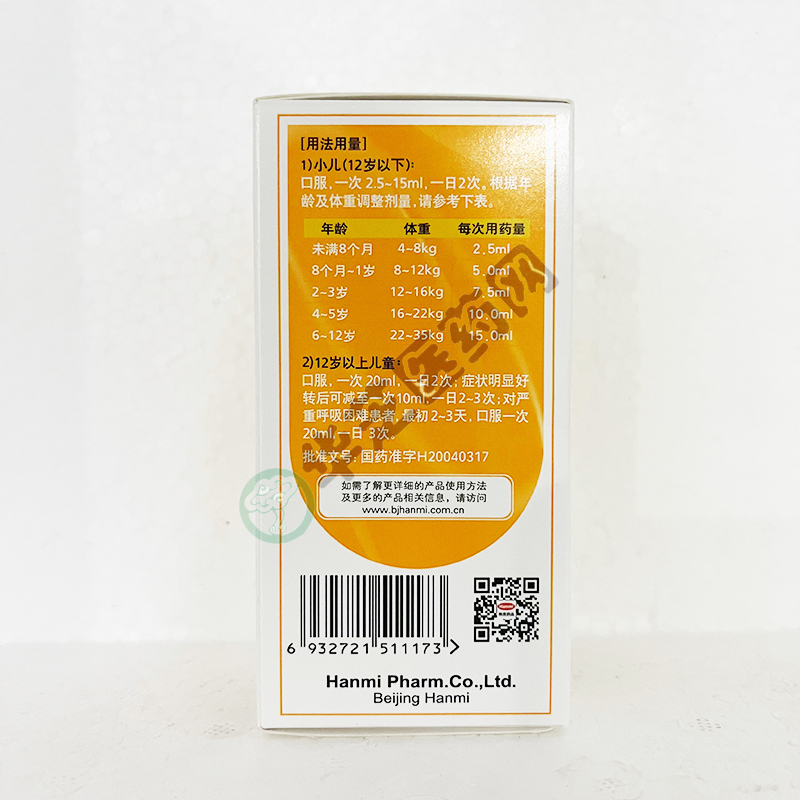 [用法用量]
1)小儿(12岁以下):
口服,一次 2.5~15ml,一日2次。根据年
龄及体重调整剂量,请参考下表。
年龄 体重 每次用药量
未满8个月 4~8kg 2.5ml
8个月~1岁 8~12kg 5.0ml
2~3岁 12~16kg 7.5ml
4~5岁 16~22kg 10.0ml
6~12岁 22~35kg 15.0ml
2)12岁以上儿童:
口服,一次 20ml,一日2次;症状明显好
转后可减至一次10ml,一日2~3次;对严
重呼吸困难患者,最初 2~3天,口服一次
20ml,一日 3次。
批准文号:国药准字H20040317
如需了解更详细的产品使用方法
及更多的产品相关信息,请访问
www.bjhanmi.com.cn
6 932721 511173
Hanmi Pharm.Co.,Ltd.
Beijing Hanmi
华龙医药网